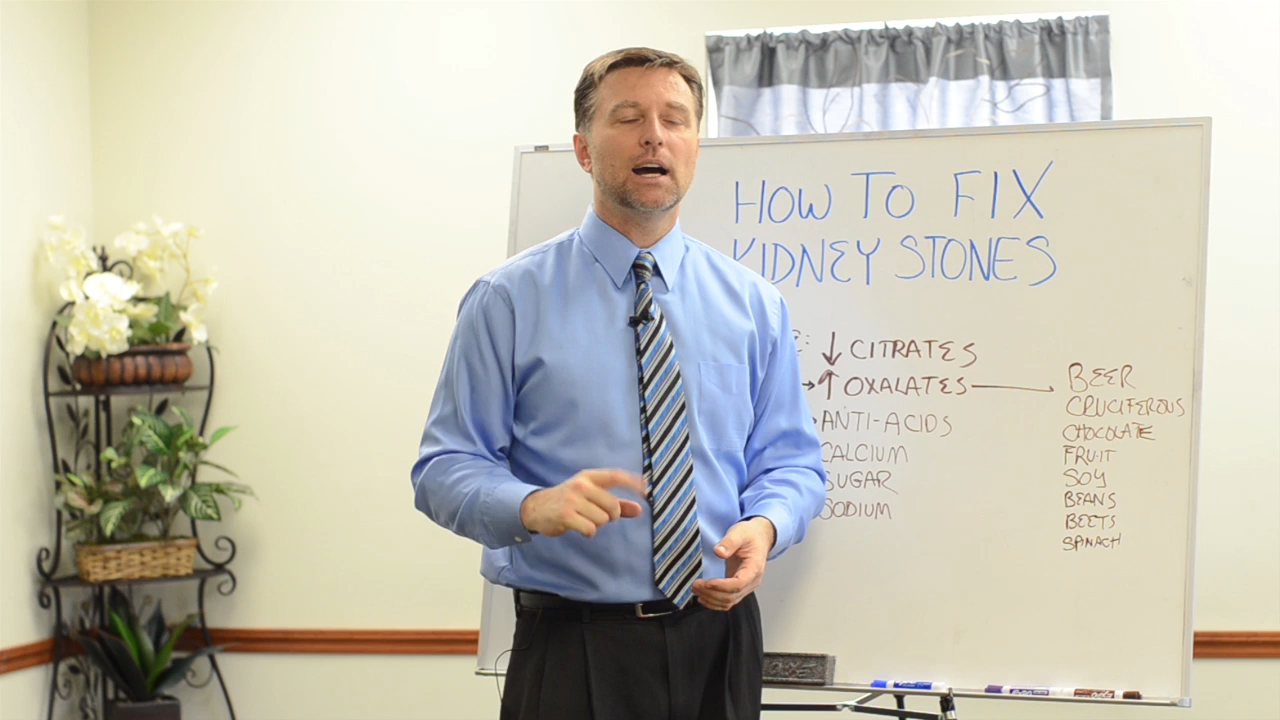 HOW TO FIX
KIDNEY STONES
↓ CITRATES
→ ↑ OXALATES → BEER
CRUCIFEROUS
ANTI-ACIDS
CHOCOLATE
CALCIUM
FRUIT
SUGAR
SOY
SODIUM
BEANS
BEETS
SPINACH